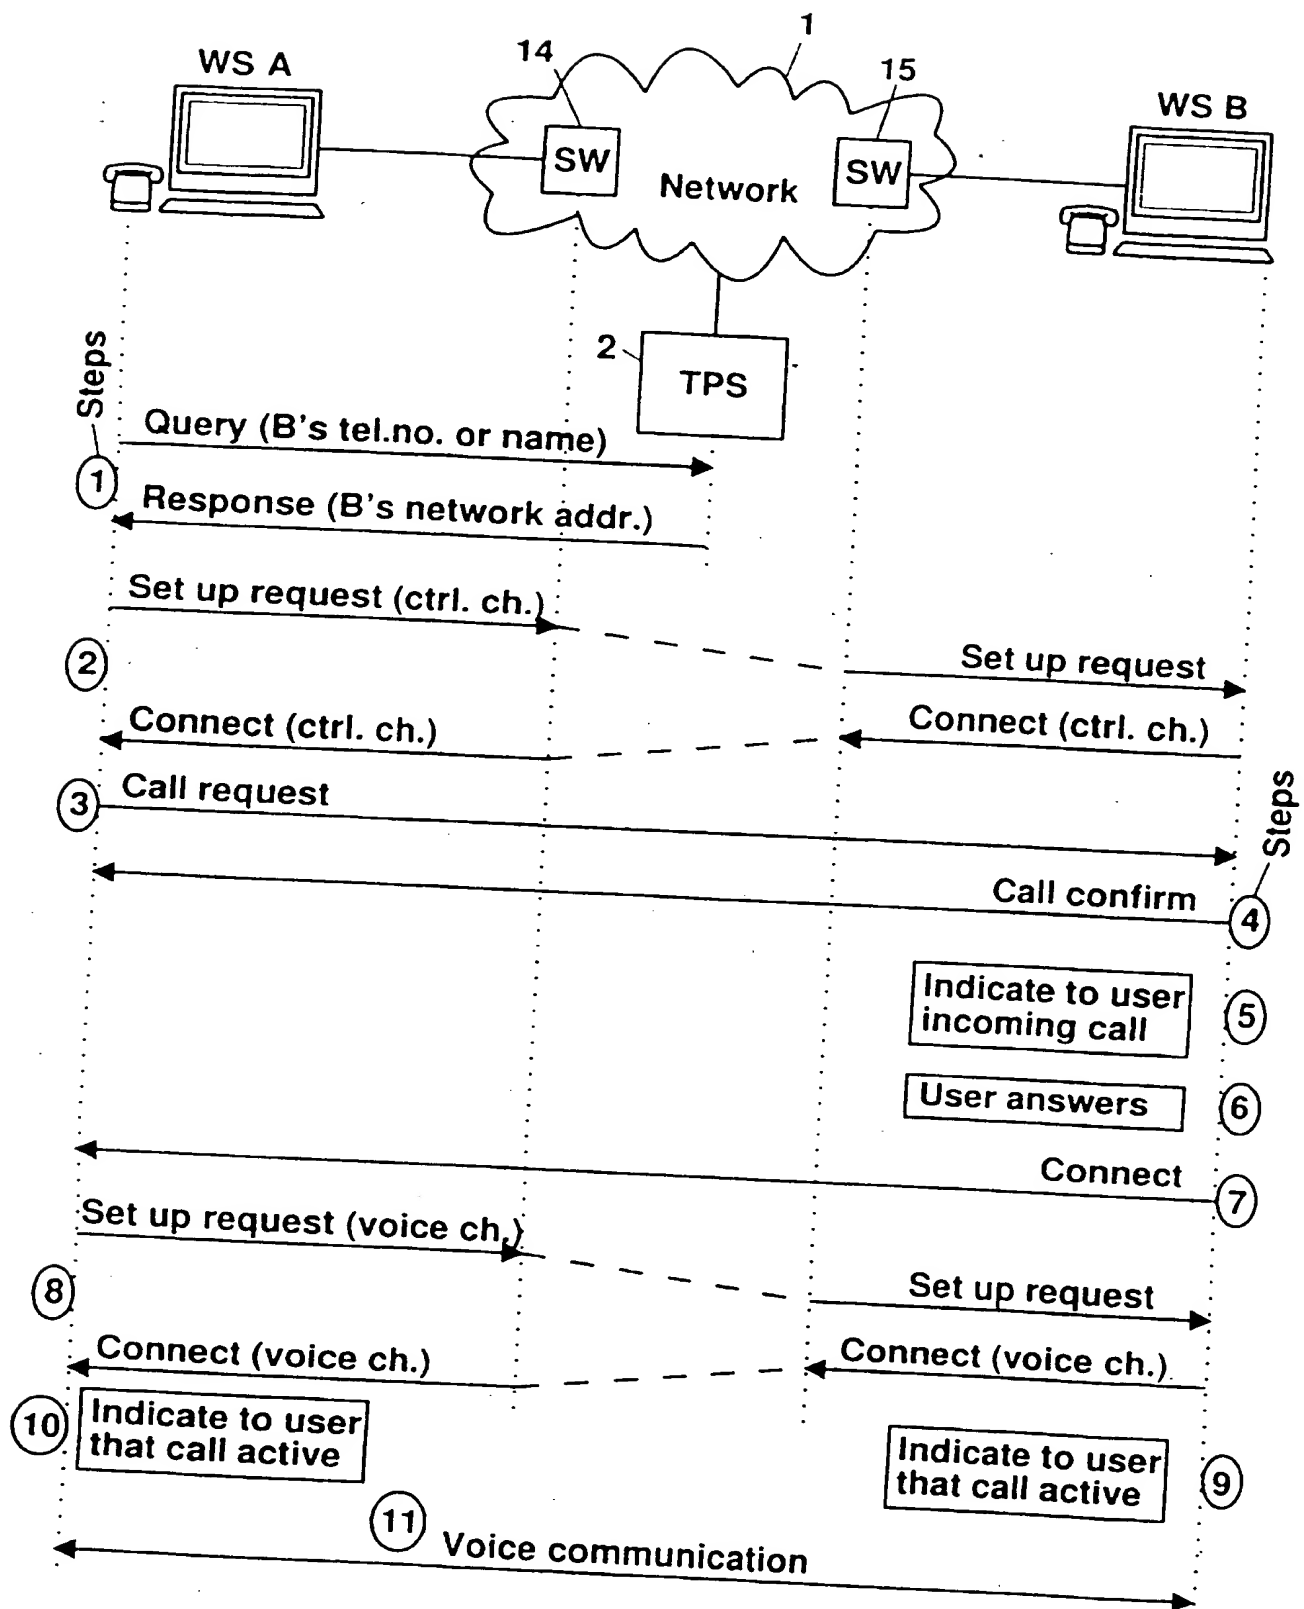 1
14
15
WS A
WS B
SW
SW
Network
2
TPS
Steps
Query (B's tel.no. or name)
1
Response (B's network addr.)
Set up request (ctrl. ch.)
2
Set up request
Connect (ctrl. ch.)
Connect (ctrl. ch.)
3
Call request
Steps
Call confirm
4
Indicate to user
incoming call
5
User answers
6
Connect
7
Set up request (voice ch.)
8
Set up request
Connect (voice ch.)
Connect (voice ch.)
10
Indicate to user
that call active
Indicate to user
that call active
9
11
Voice communication